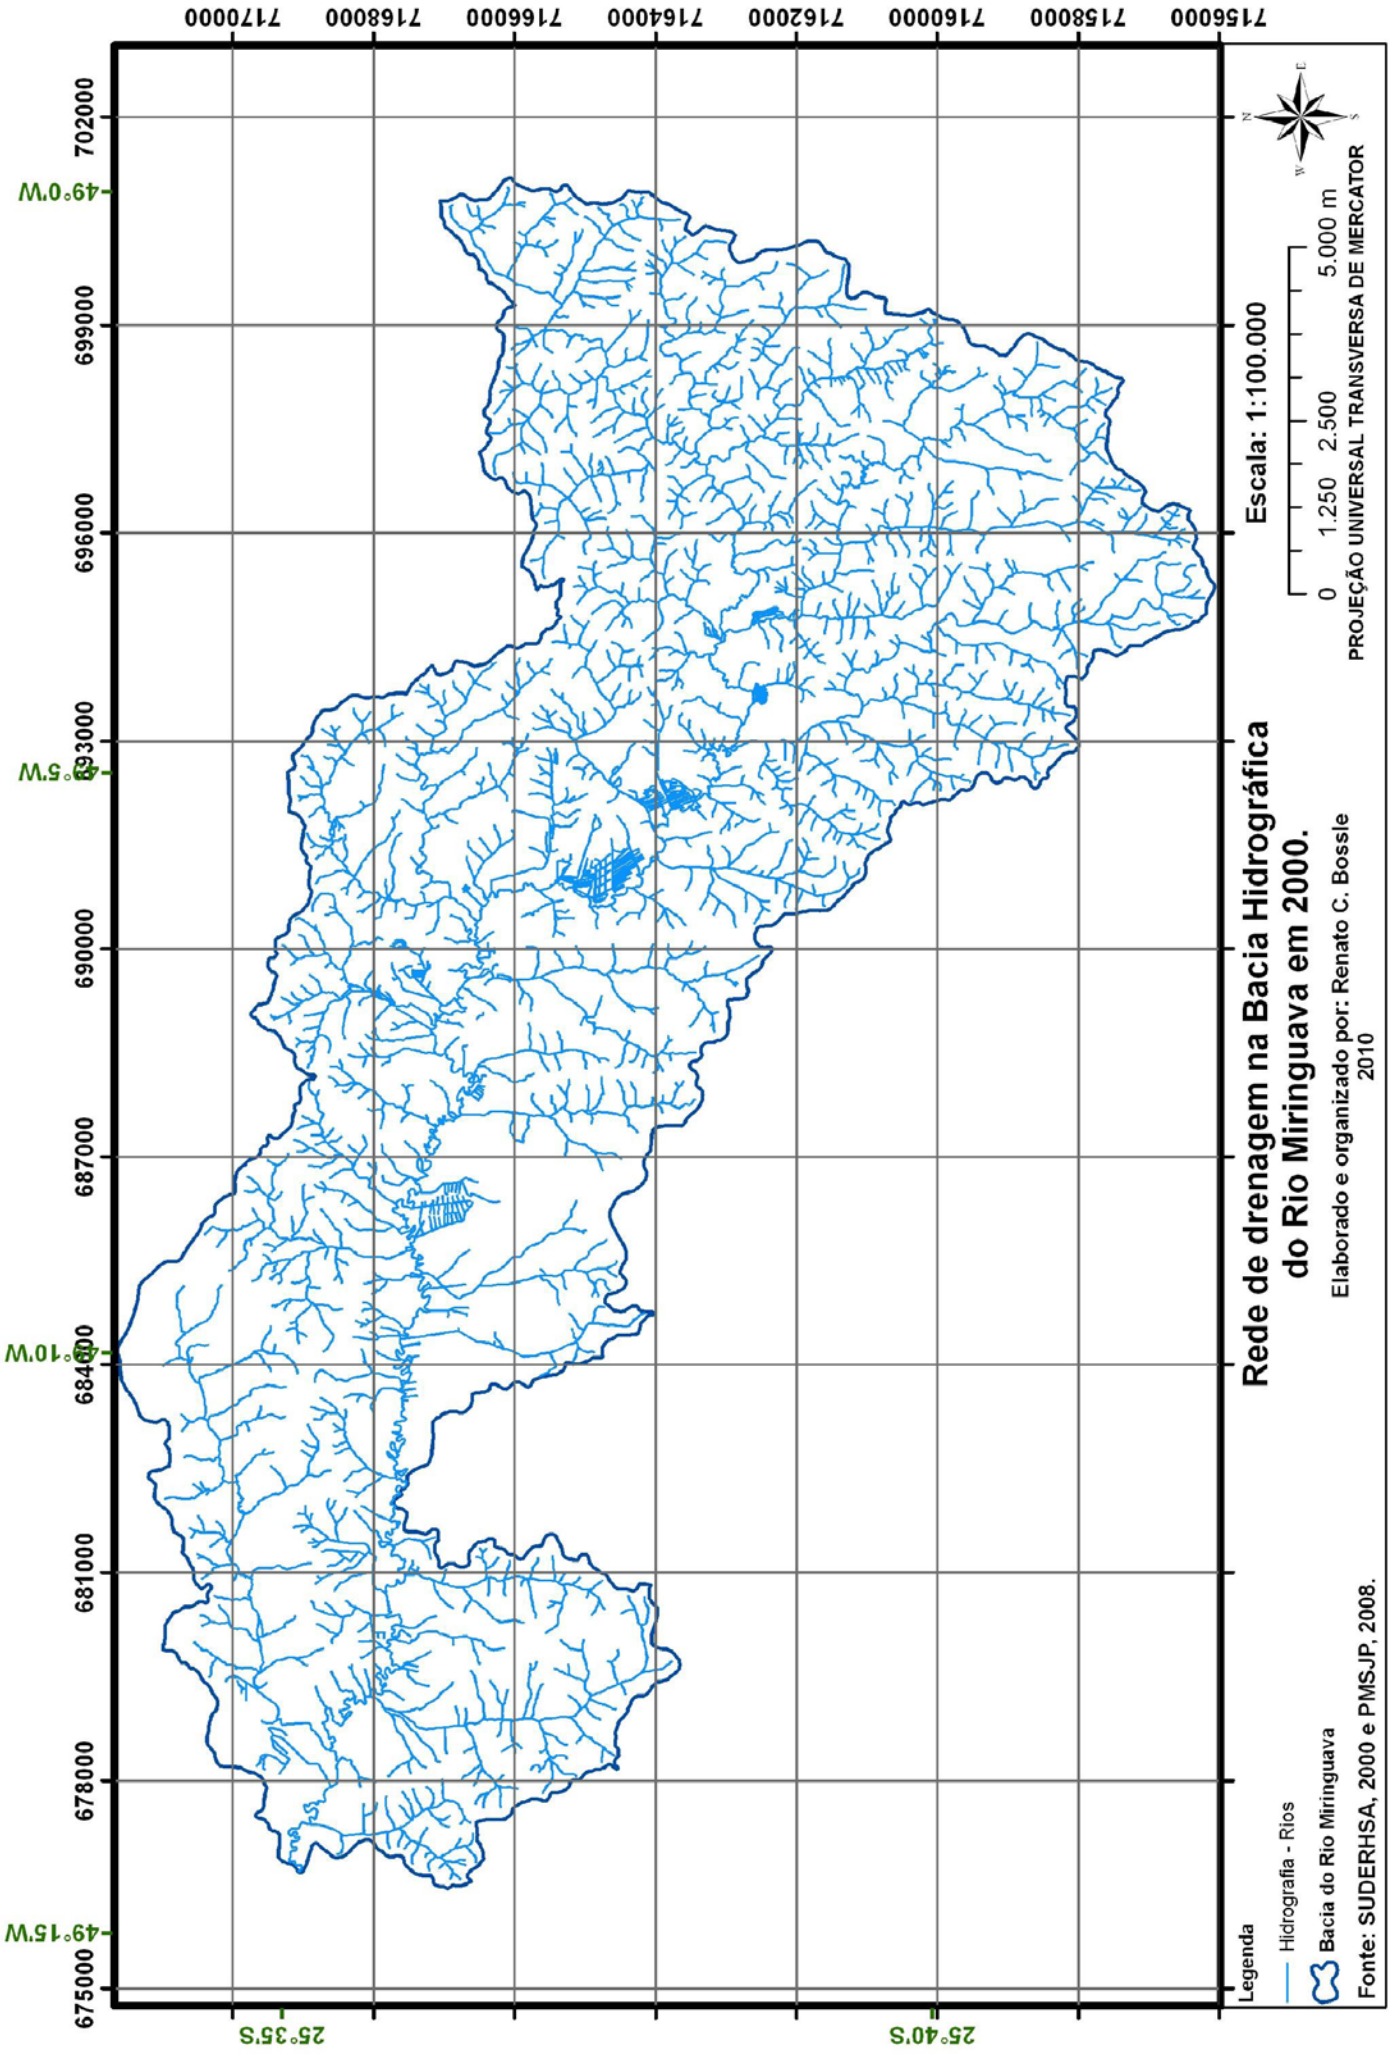 49°15'W
49°10'W
49°5'W
49°0'W
675000
678000
681000
684000
687000
690000
693000
696000
699000
702000
25°35'S
25°40'S
7170000
7168000
7166000
7164000
7162000
7160000
7158000
7156000
Legenda
Hidrografia - Rios
Bacia do Rio Miringuava
Fonte: SUDERHSA, 2000 e PMSJP, 2008.
Rede de drenagem na Bacia Hidrográfica
do Rio Miringuava em 2000.
Elaborado e organizado por: Renato C. Bossle
2010
Escala: 1:100.000
0 1.250 2.500 5.000 m
PROJEÇÃO UNIVERSAL TRANSVERSA DE MERCATOR
N
W E
S